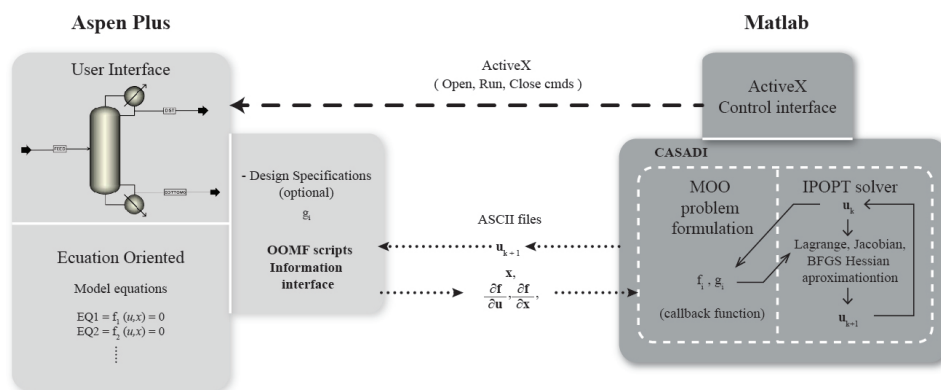 Aspen Plus
Matlab
User Interface
DIST
FEED
BOTTOMS
Ecuation Oriented
Model equations
EQ1 = f₁ (u,x) = 0
EQ2 = f₂ (u,x) = 0
- Design Specifications
(optional)
gᵢ
OOMF scripts
Information
interface
ActiveX
( Open, Run, Close cmds )
ASCII files
uₖ₊₁
x,
∂f/∂u, ∂f/∂x,
ActiveX
Control interface
CASADI
MOO
problem
formulation
fᵢ , gᵢ
(callback function)
IPOPT solver
uₖ
Lagrange, Jacobian,
BFGS Hessian
aproximationtion
uₖ₊₁